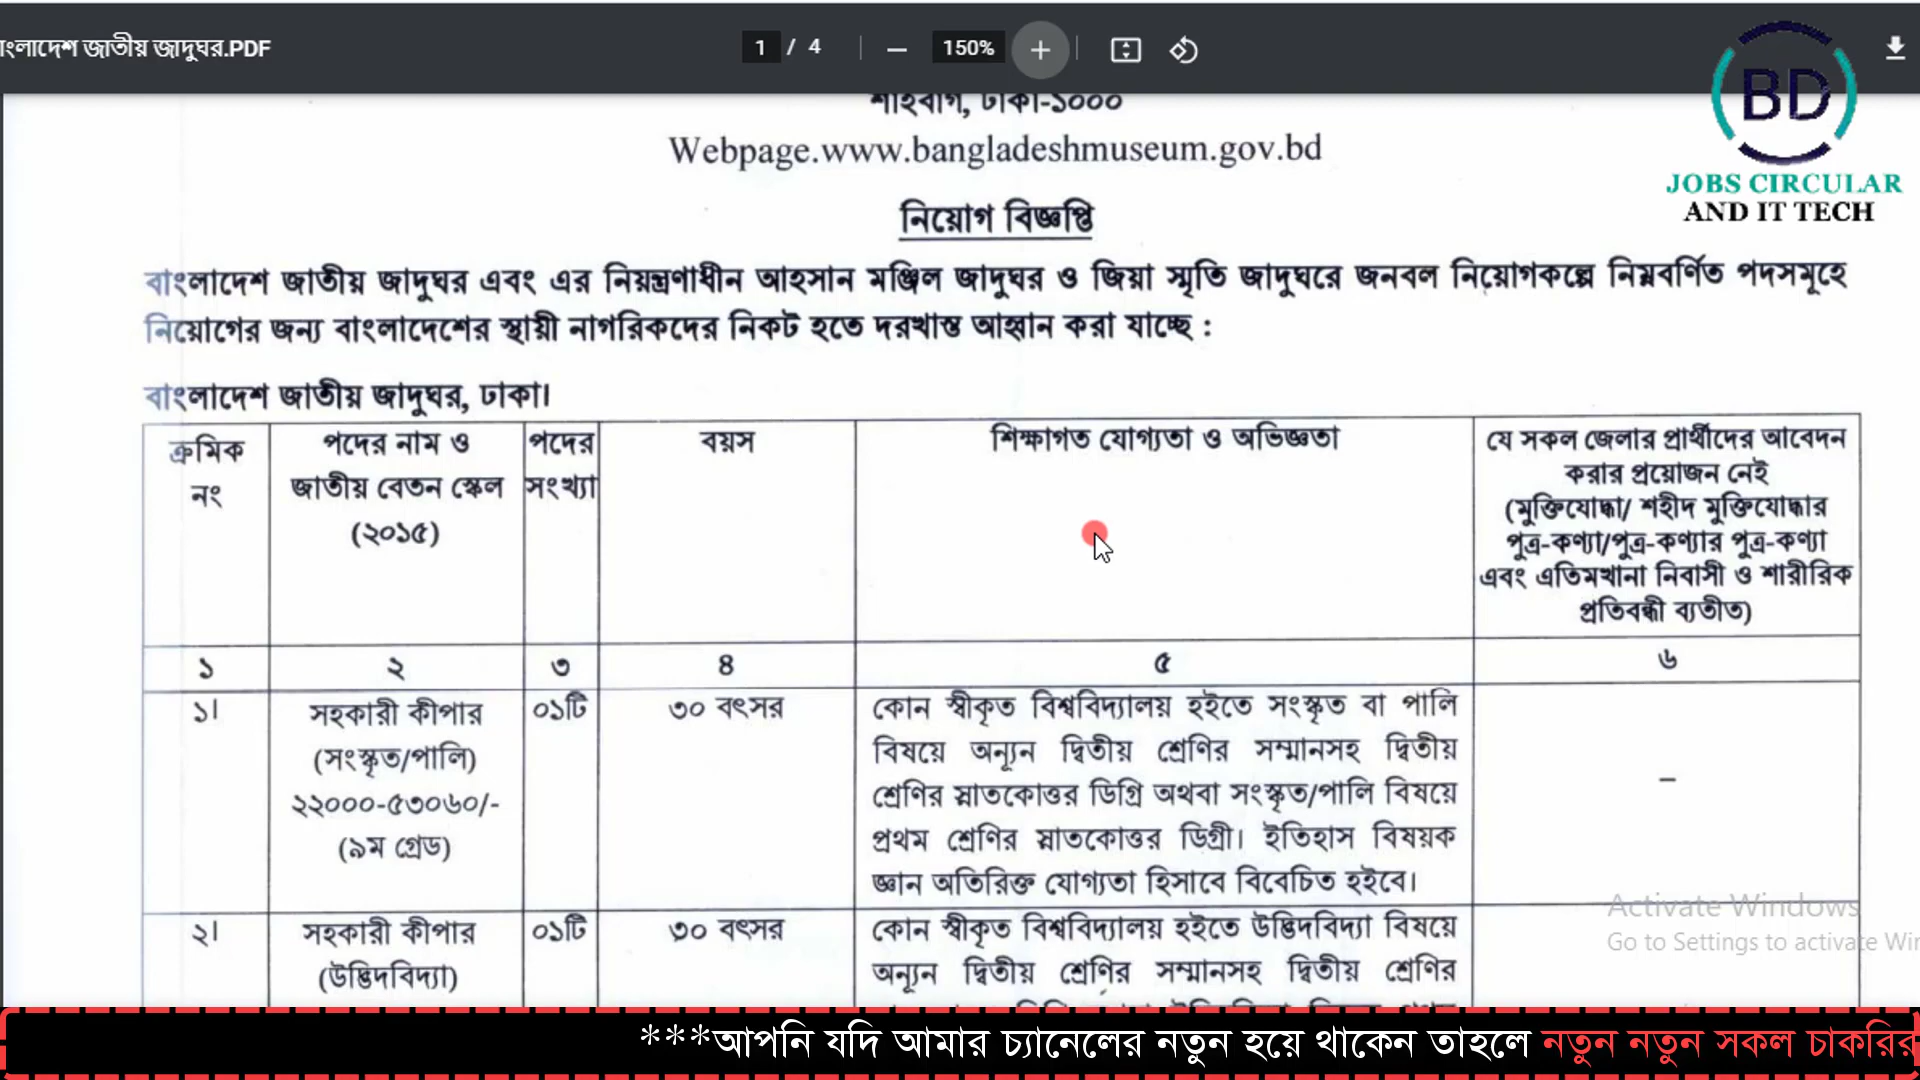 বাংলাদেশ জাতীয় জাদুঘর.PDF
1 / 4
150%
BD
JOBS CIRCULAR
AND IT TECH
শাহবাগ, ঢাকা-১০০০
Webpage.www.bangladeshmuseum.gov.bd
নিয়োগ বিজ্ঞপ্তি
বাংলাদেশ জাতীয় জাদুঘর এবং এর নিয়ন্ত্রণাধীন আহসান মঞ্জিল জাদুঘর ও জিয়া স্মৃতি জাদুঘরে জনবল নিয়োগকল্পে নিম্নবর্ণিত পদসমূহে
নিয়োগের জন্য বাংলাদেশের স্থায়ী নাগরিকদের নিকট হতে দরখাস্ত আহ্বান করা যাচ্ছে :
বাংলাদেশ জাতীয় জাদুঘর, ঢাকা।
ক্রমিক
নং
পদের নাম ও
জাতীয় বেতন স্কেল
(২০১৫)
পদের
সংখ্যা
বয়স
শিক্ষাগত যোগ্যতা ও অভিজ্ঞতা
যে সকল জেলার প্রার্থীদের আবেদন
করার প্রয়োজন নেই
(মুক্তিযোদ্ধা/ শহীদ মুক্তিযোদ্ধার
পুত্র-কণ্যা/পুত্র-কণ্যার পুত্র-কণ্যা
এবং এতিমখানা নিবাসী ও শারীরিক
প্রতিবন্ধী ব্যতীত)
১ ২ ৩ ৪ ৫ ৬
১।
সহকারী কীপার
(সংস্কৃত/পালি)
২২০০০-৫৩০৬০/-
(৯ম গ্রেড)
০১টি
৩০ বৎসর
কোন স্বীকৃত বিশ্ববিদ্যালয় হইতে সংস্কৃত বা পালি
বিষয়ে অন্যূন দ্বিতীয় শ্রেণির সম্মানসহ দ্বিতীয়
শ্রেণির স্নাতকোত্তর ডিগ্রি অথবা সংস্কৃত/পালি বিষয়ে
প্রথম শ্রেণির স্নাতকোত্তর ডিগ্রী। ইতিহাস বিষয়ক
জ্ঞান অতিরিক্ত যোগ্যতা হিসাবে বিবেচিত হইবে।
–
২।
সহকারী কীপার
(উদ্ভিদবিদ্যা)
০১টি
৩০ বৎসর
কোন স্বীকৃত বিশ্ববিদ্যালয় হইতে উদ্ভিদবিদ্যা বিষয়ে
অন্যূন দ্বিতীয় শ্রেণির সম্মানসহ দ্বিতীয় শ্রেণির
Activate Windows
Go to Settings to activate Win
***আপনি যদি আমার চ্যানেলের নতুন হয়ে থাকেন তাহলে নতুন নতুন সকল চাকরির